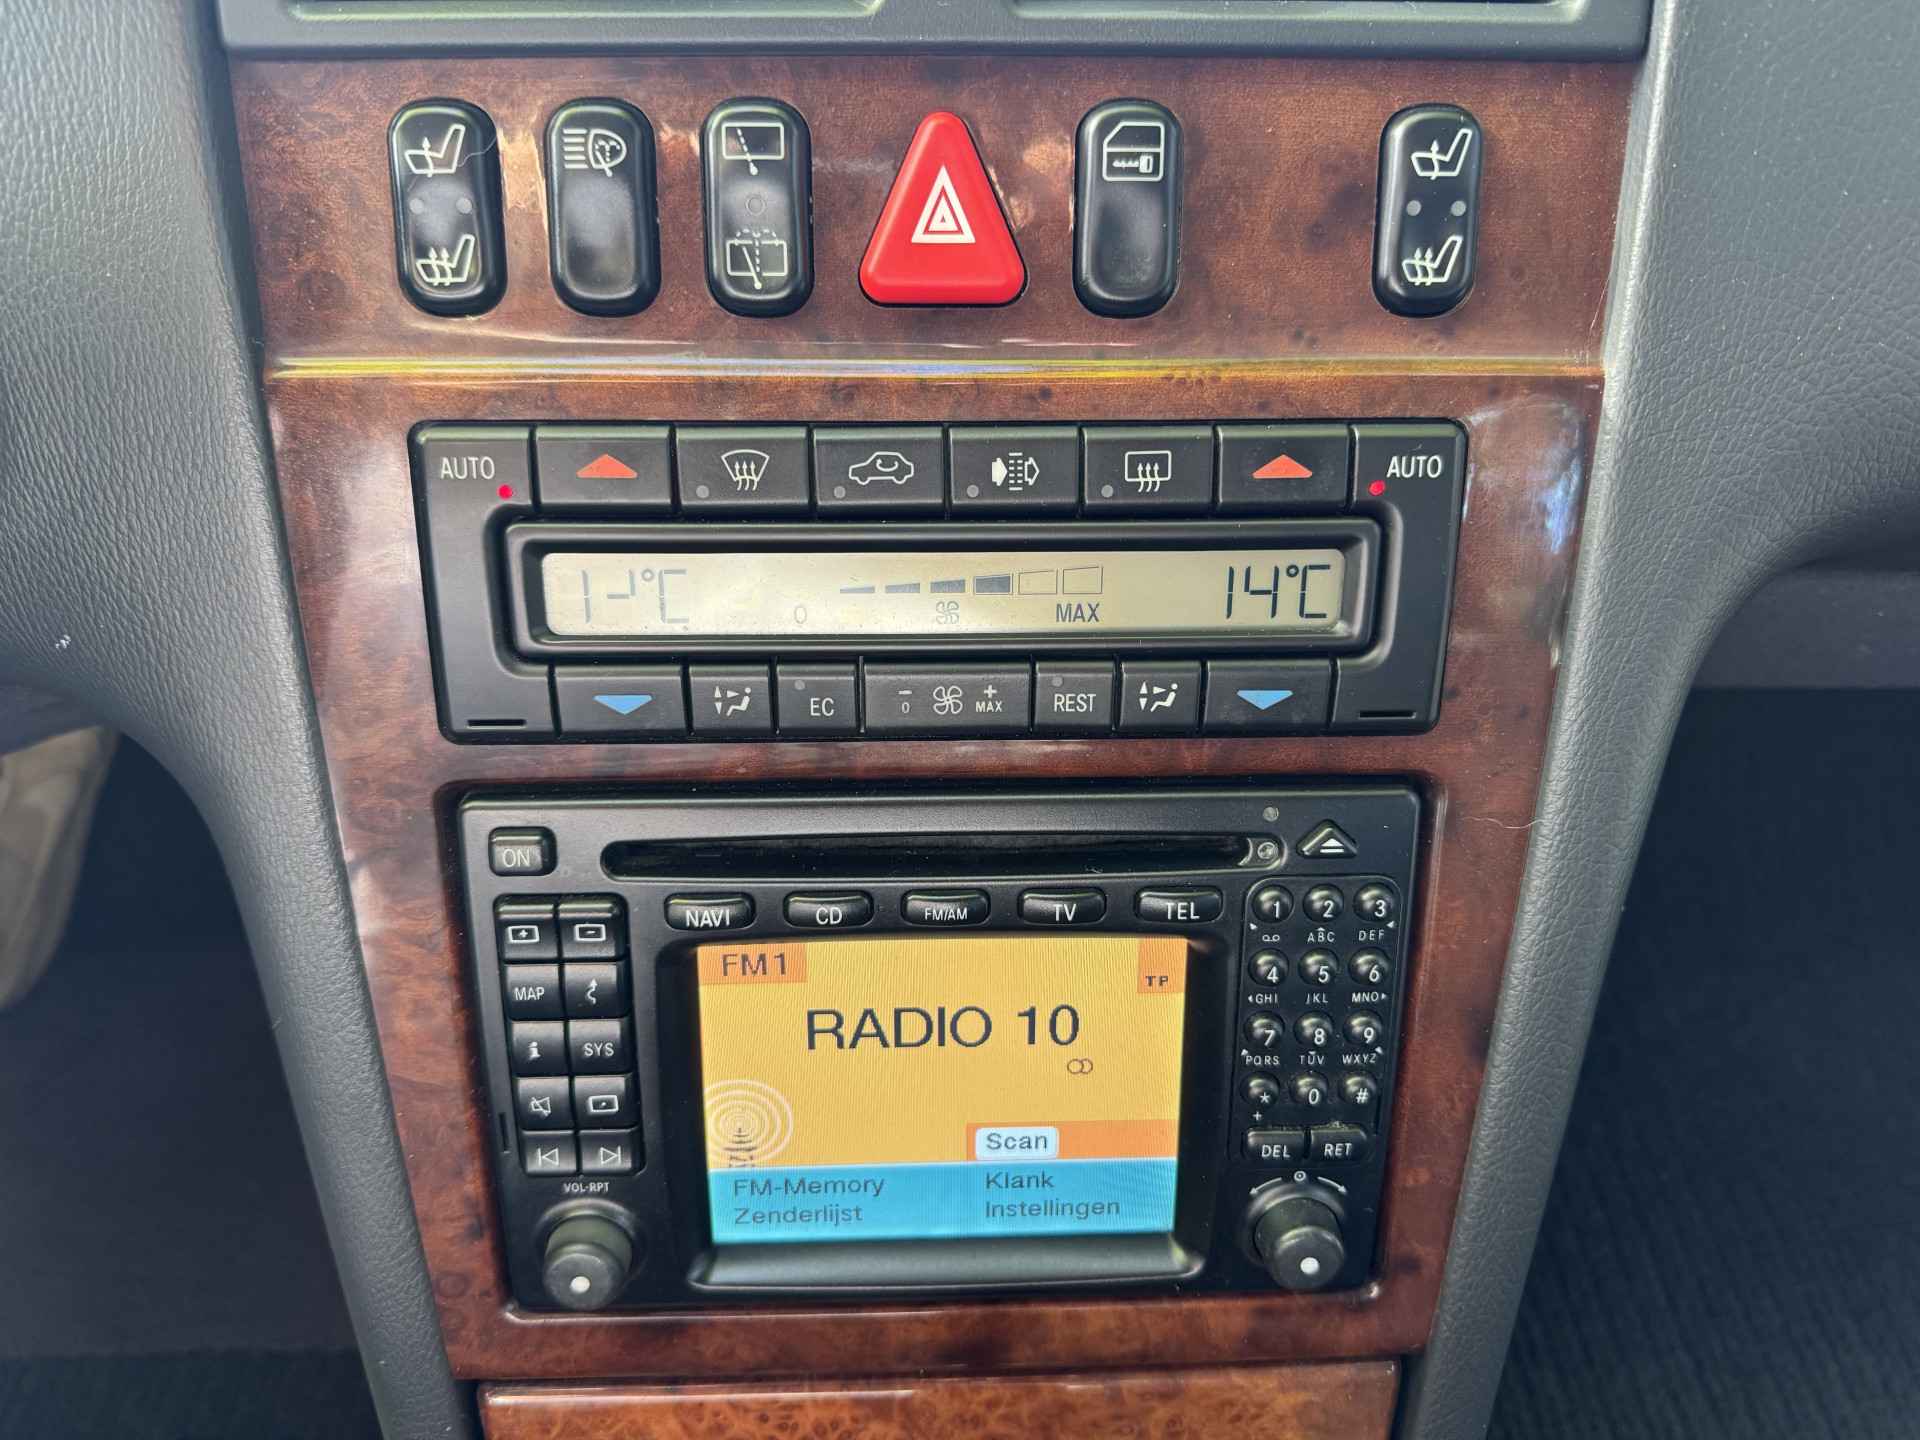 AUTO
AUTO
°C
14°C
0
MAX
EC
- 0
+ MAX
REST
ON
NAVI
CD
FM/AM
TV
TEL
1
2
3
ABC
DEF
MAP
4
5
6
GHI
JKL
MNO
i
SYS
7
8
9
PQRS
TUV
WXYZ
*
0
#
+
DEL
RET
VOL-RPT
FM1
TP
RADIO 10
Scan
FM-Memory
Klank
Zenderlijst
Instellingen